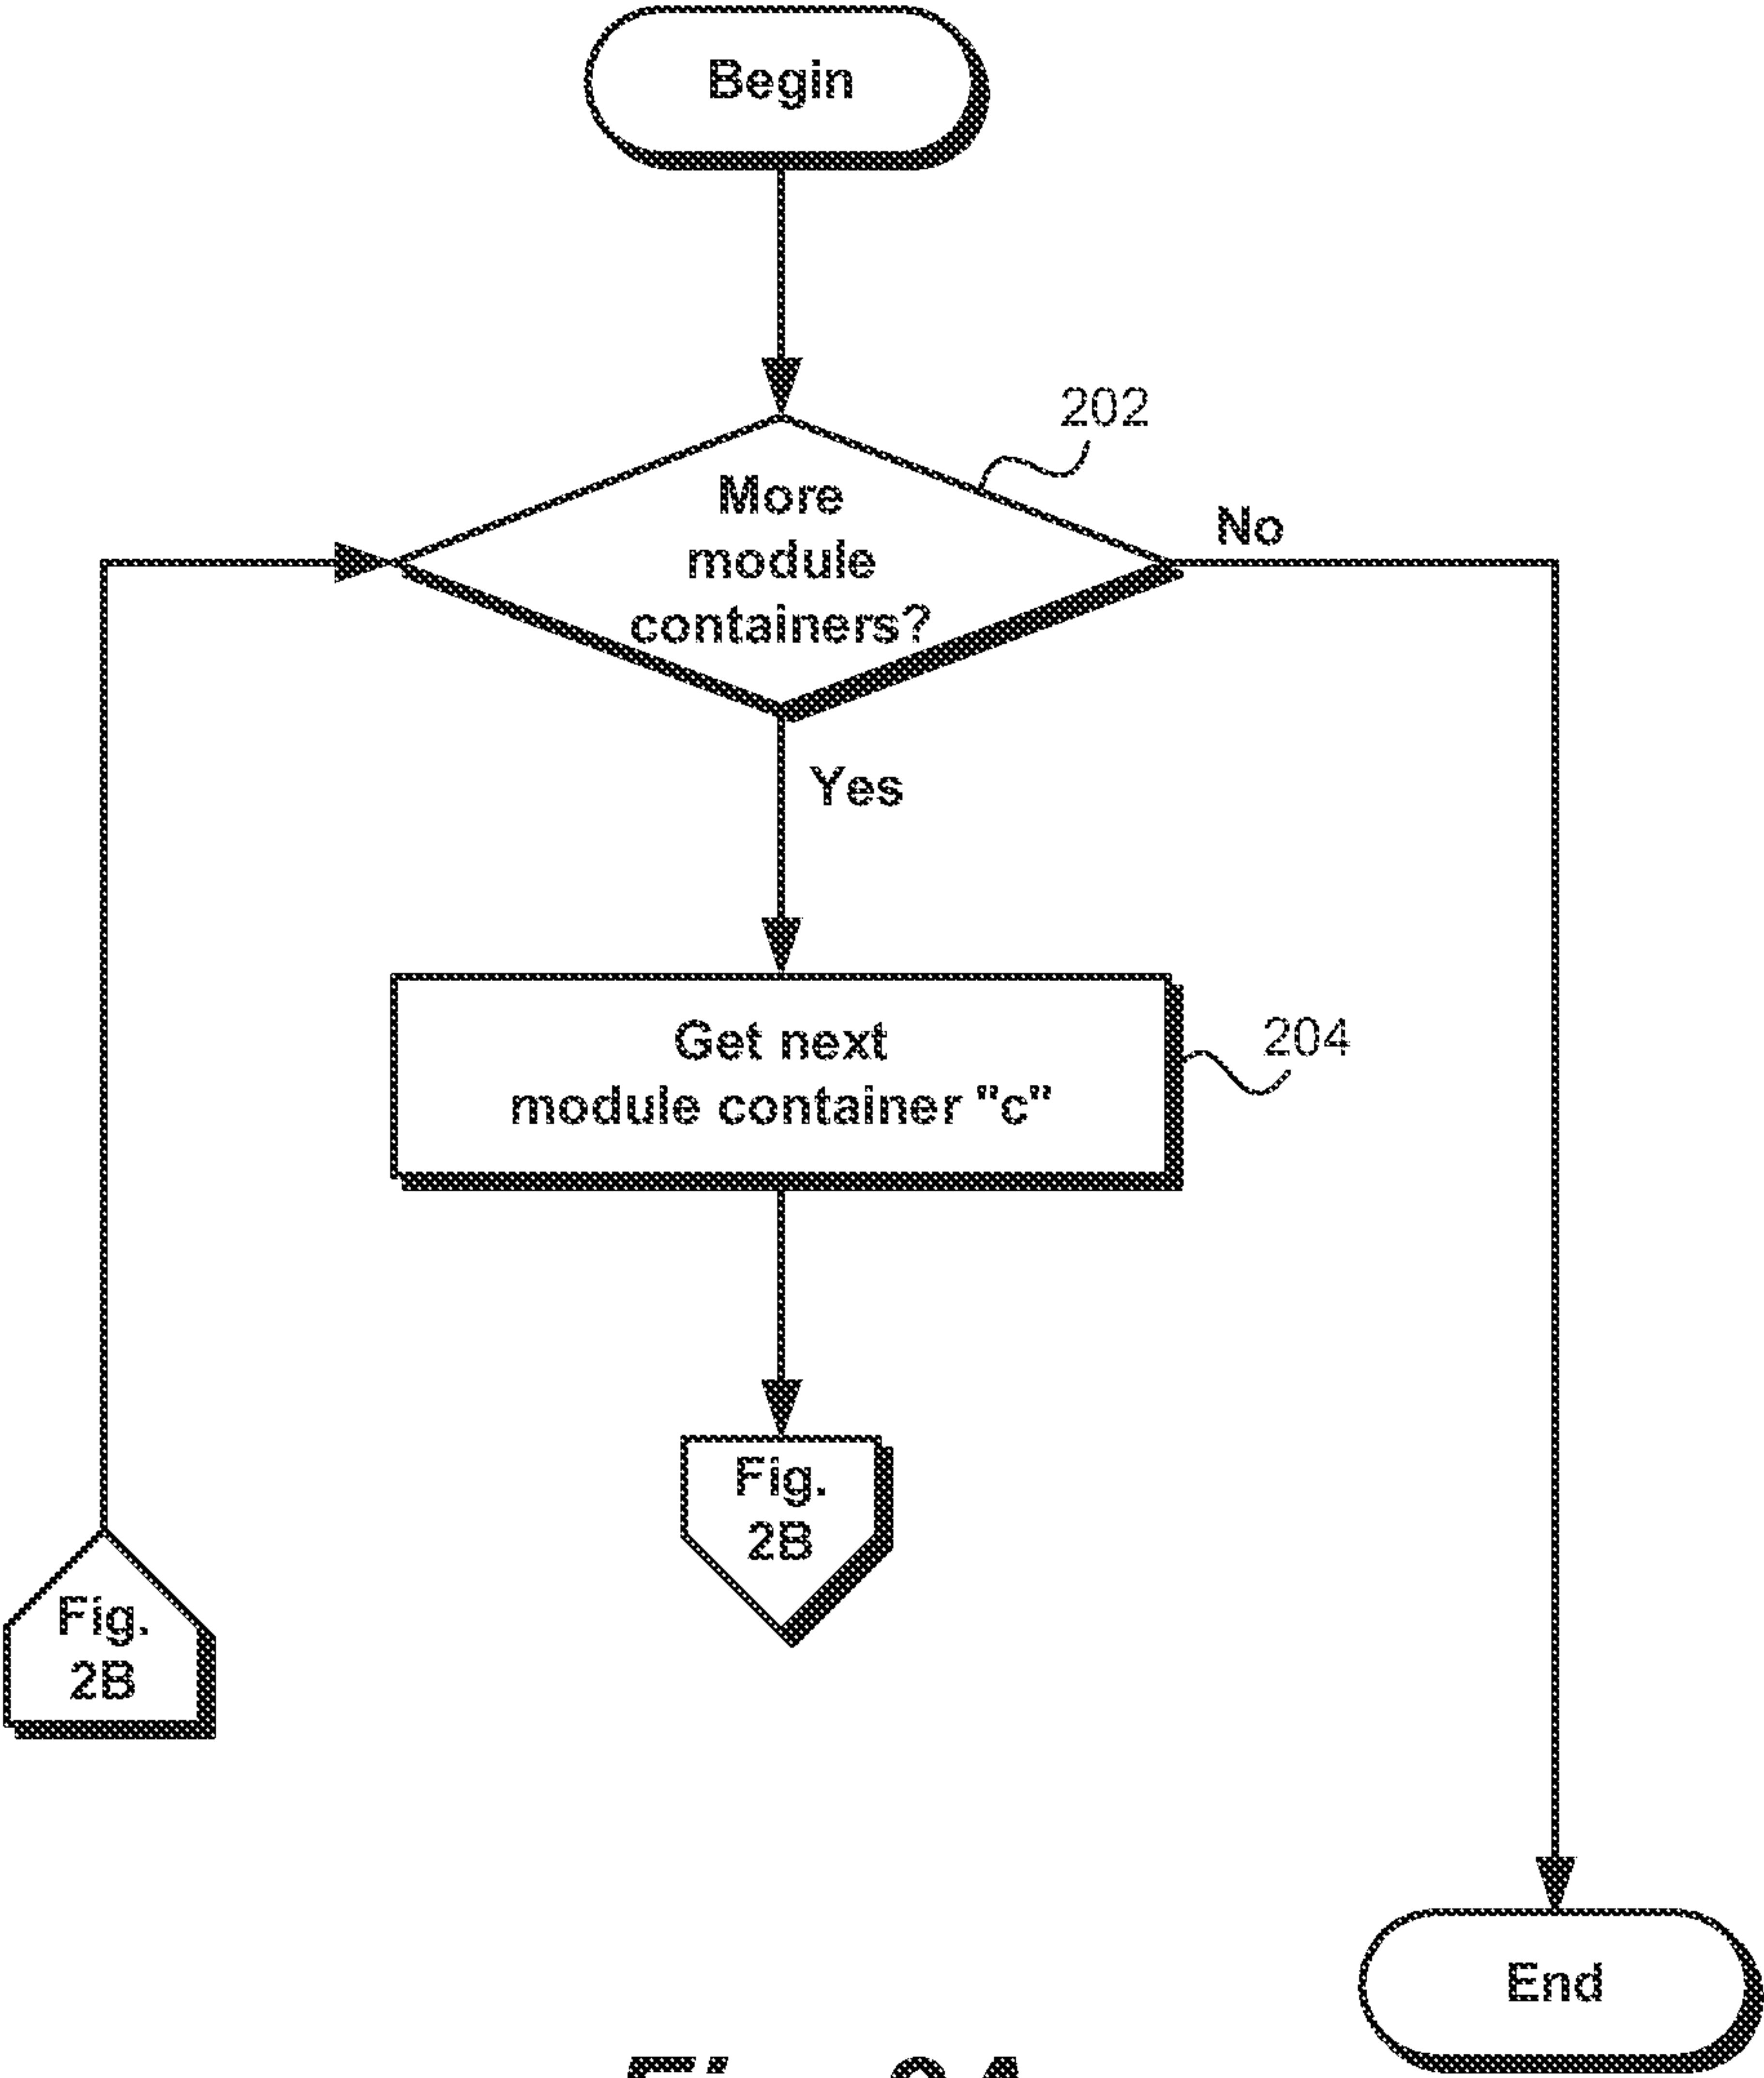 Begin
202
More
module
containers?
No
Yes
Get next
module container "c"
204
Fig.
2B
Fig.
2B
End